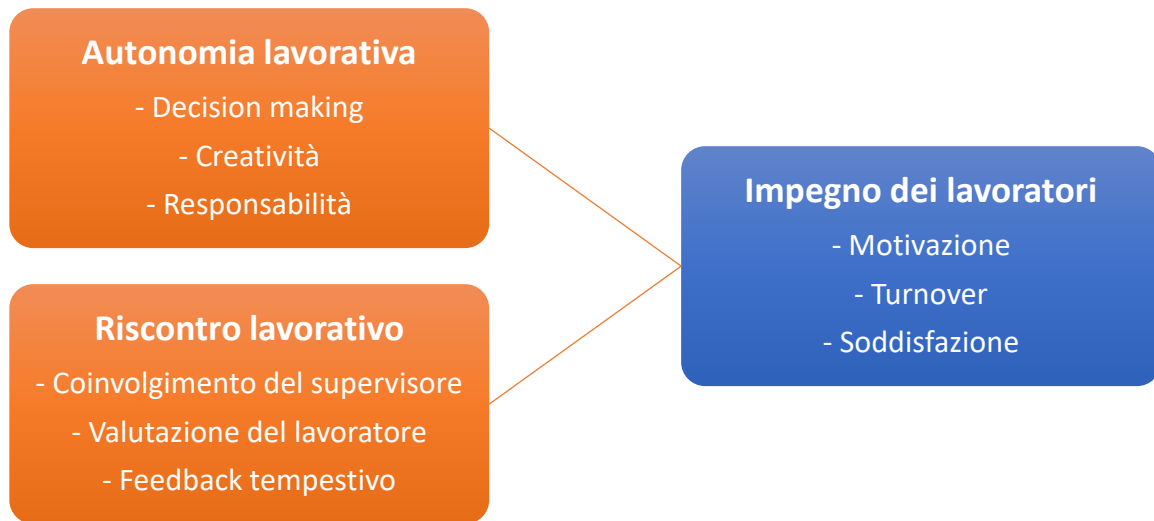 Autonomia lavorativa
- Decision making
- Creatività
- Responsabilità
Riscontro lavorativo
- Coinvolgimento del supervisore
- Valutazione del lavoratore
- Feedback tempestivo
Impegno dei lavoratori
- Motivazione
- Turnover
- Soddisfazione